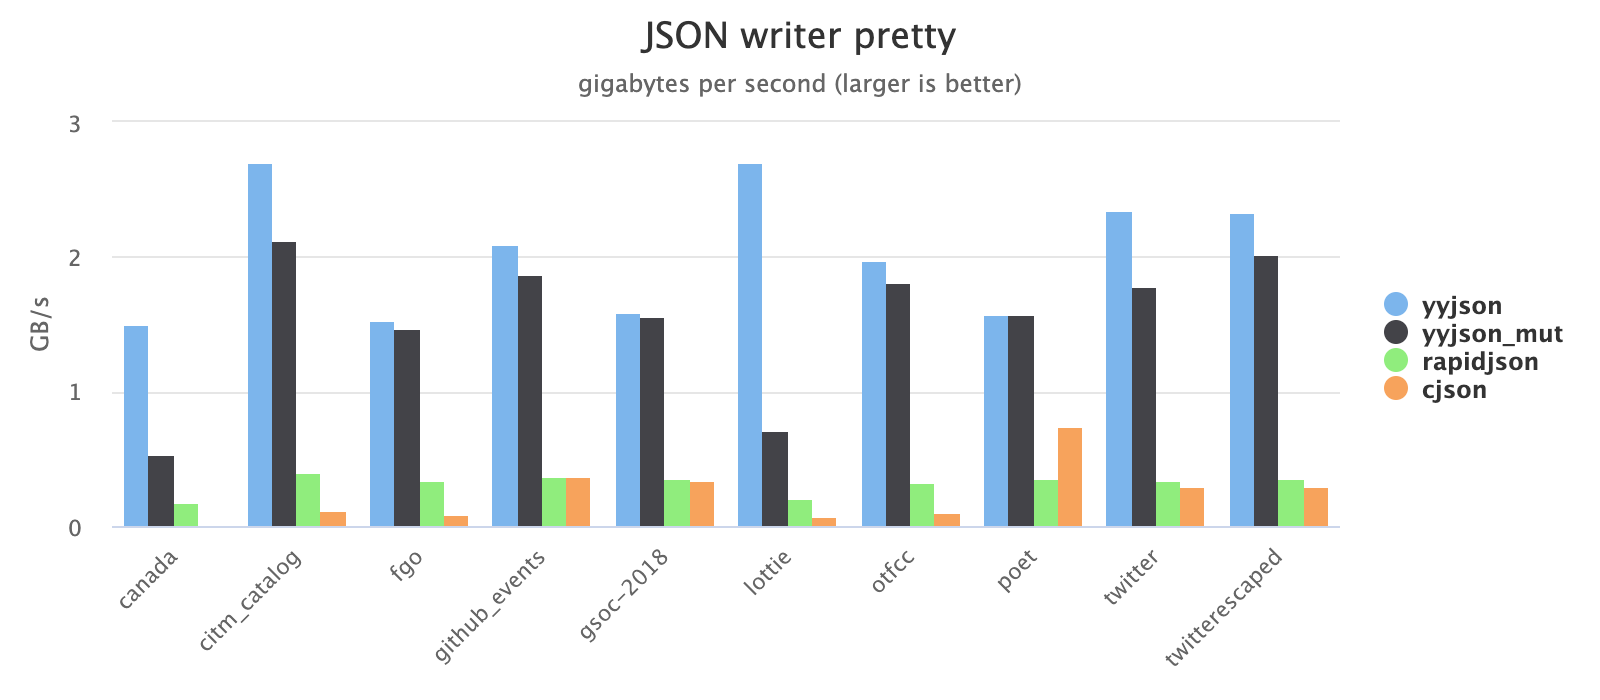 JSON writer pretty
gigabytes per second (larger is better)
3
2
1
0
GB/s
canada
citm_catalog
fgo
github_events
gsoc-2018
lottie
otfcc
poet
twitter
twitterescaped
yyjson
yyjson_mut
rapidjson
cjson